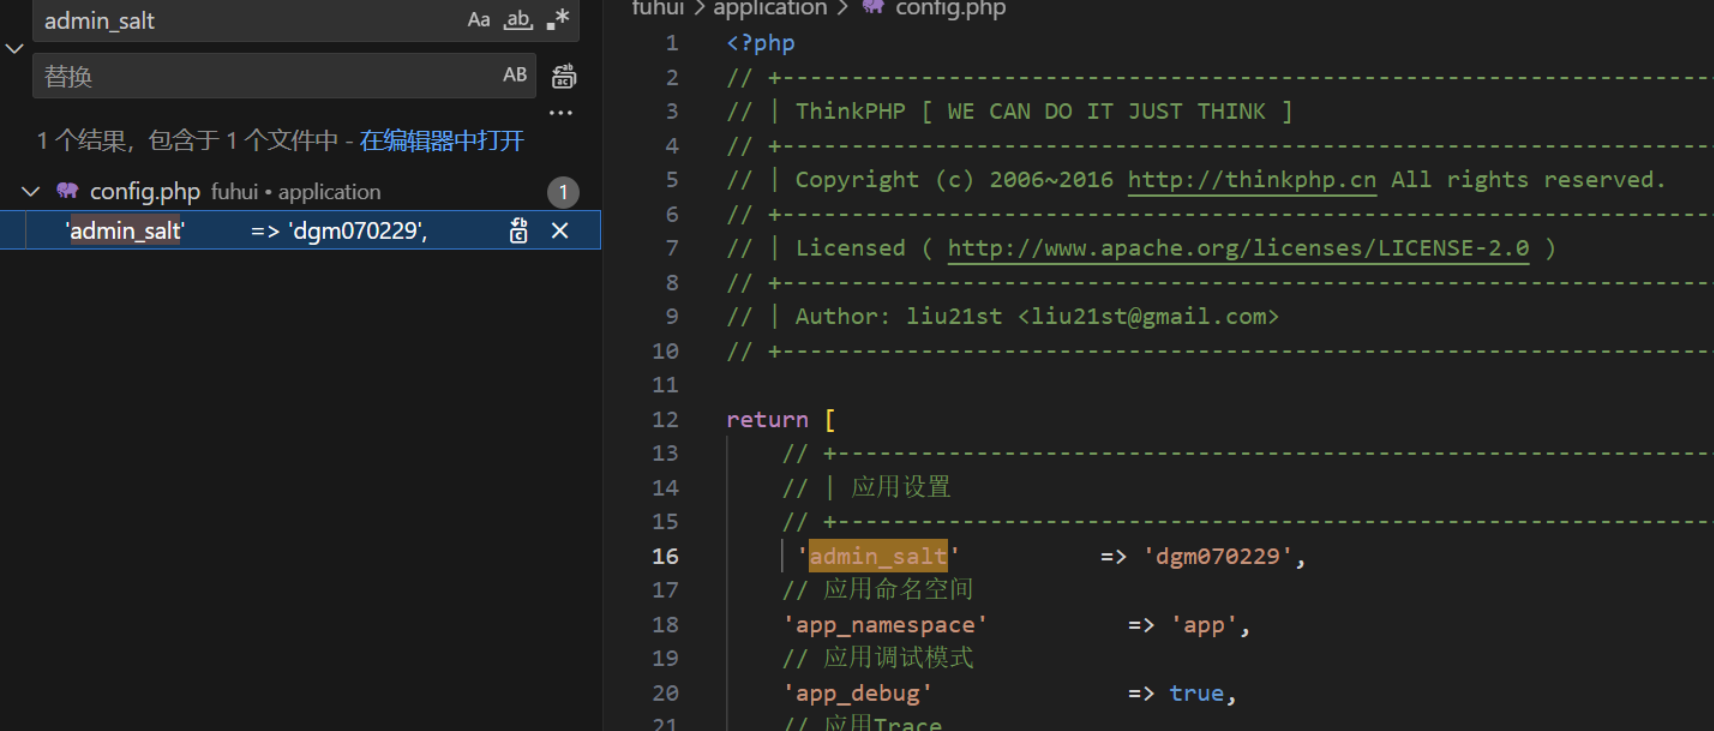 admin_salt Aa ab .*
替换 AB
1 个结果，包含于 1 个文件中 - 在编辑器中打开
config.php fuhui • application 1
'admin_salt' => 'dgm070229',
fuhui > application > config.php
1 <?php
2 // +----------------------------------------------------------------------
3 // | ThinkPHP [ WE CAN DO IT JUST THINK ]
4 // +----------------------------------------------------------------------
5 // | Copyright (c) 2006~2016 http://thinkphp.cn All rights reserved.
6 // +----------------------------------------------------------------------
7 // | Licensed ( http://www.apache.org/licenses/LICENSE-2.0 )
8 // +----------------------------------------------------------------------
9 // | Author: liu21st <liu21st@gmail.com>
10 // +----------------------------------------------------------------------
11
12 return [
13 // +----------------------------------------------------------------------
14 // | 应用设置
15 // +----------------------------------------------------------------------
16 'admin_salt' => 'dgm070229',
17 // 应用命名空间
18 'app_namespace' => 'app',
19 // 应用调试模式
20 'app_debug' => true,
21 // 应用Trace